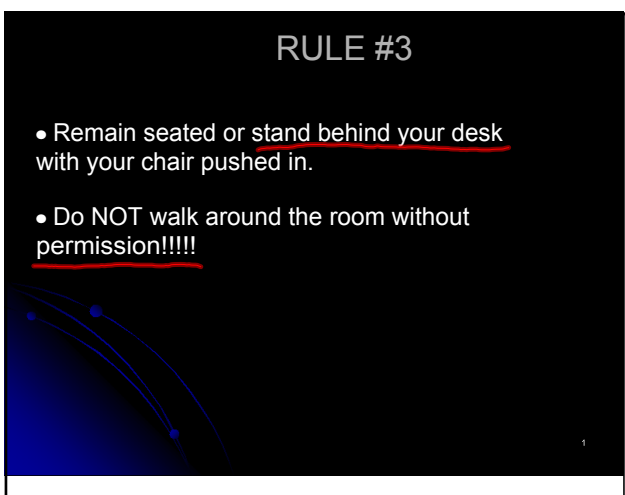 RULE #3
● Remain seated or stand behind your desk
with your chair pushed in.
● Do NOT walk around the room without
permission!!!!!
1